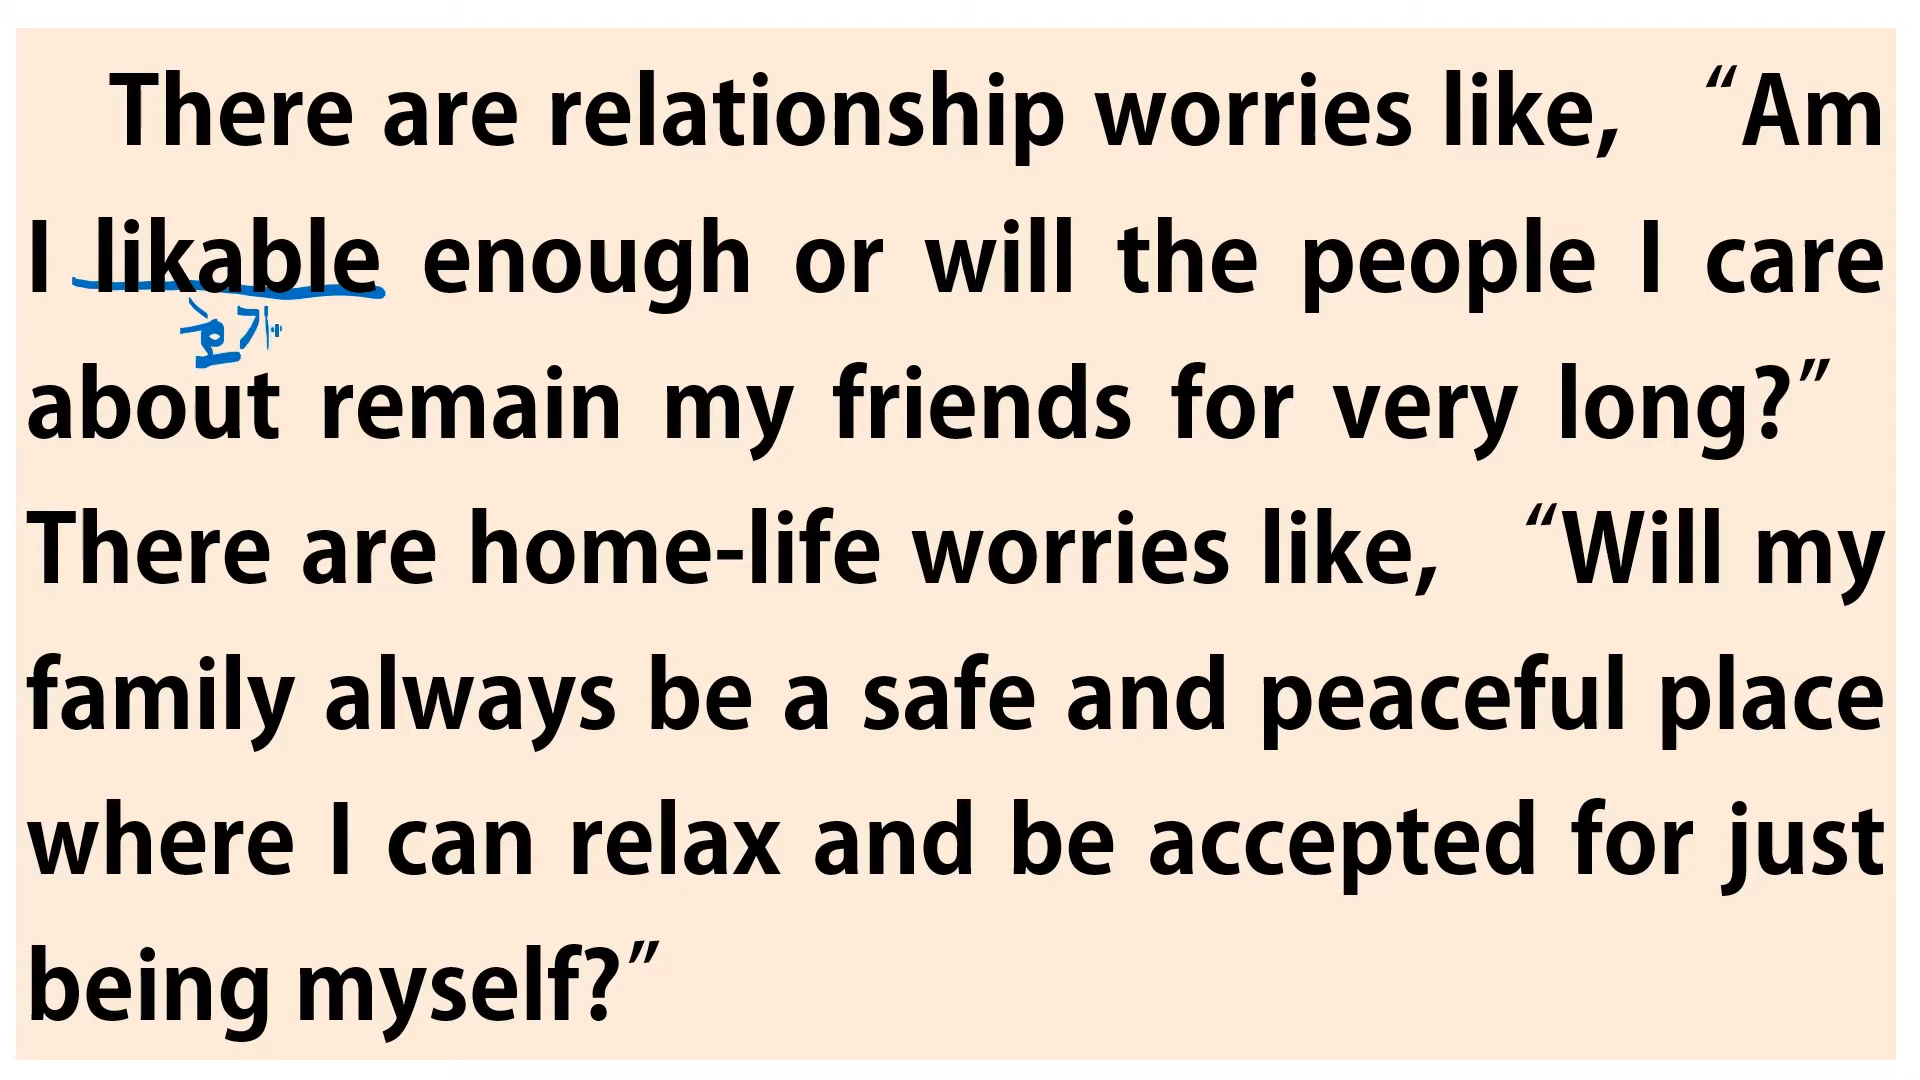 There are relationship worries like, “Am
I likable enough or will the people I care
호가
about remain my friends for very long?”
There are home-life worries like, “Will my
family always be a safe and peaceful place
where I can relax and be accepted for just
being myself?”